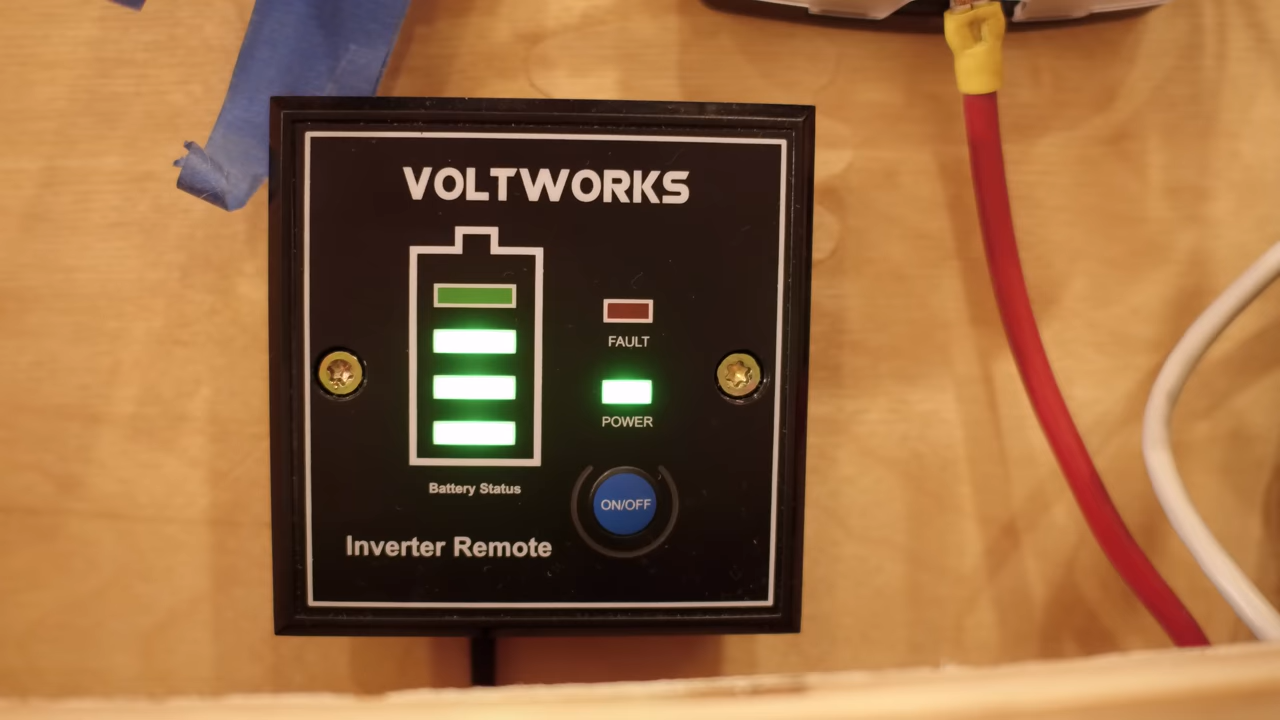 VOLTWORKS
FAULT
POWER
Battery Status
ON/OFF
Inverter Remote